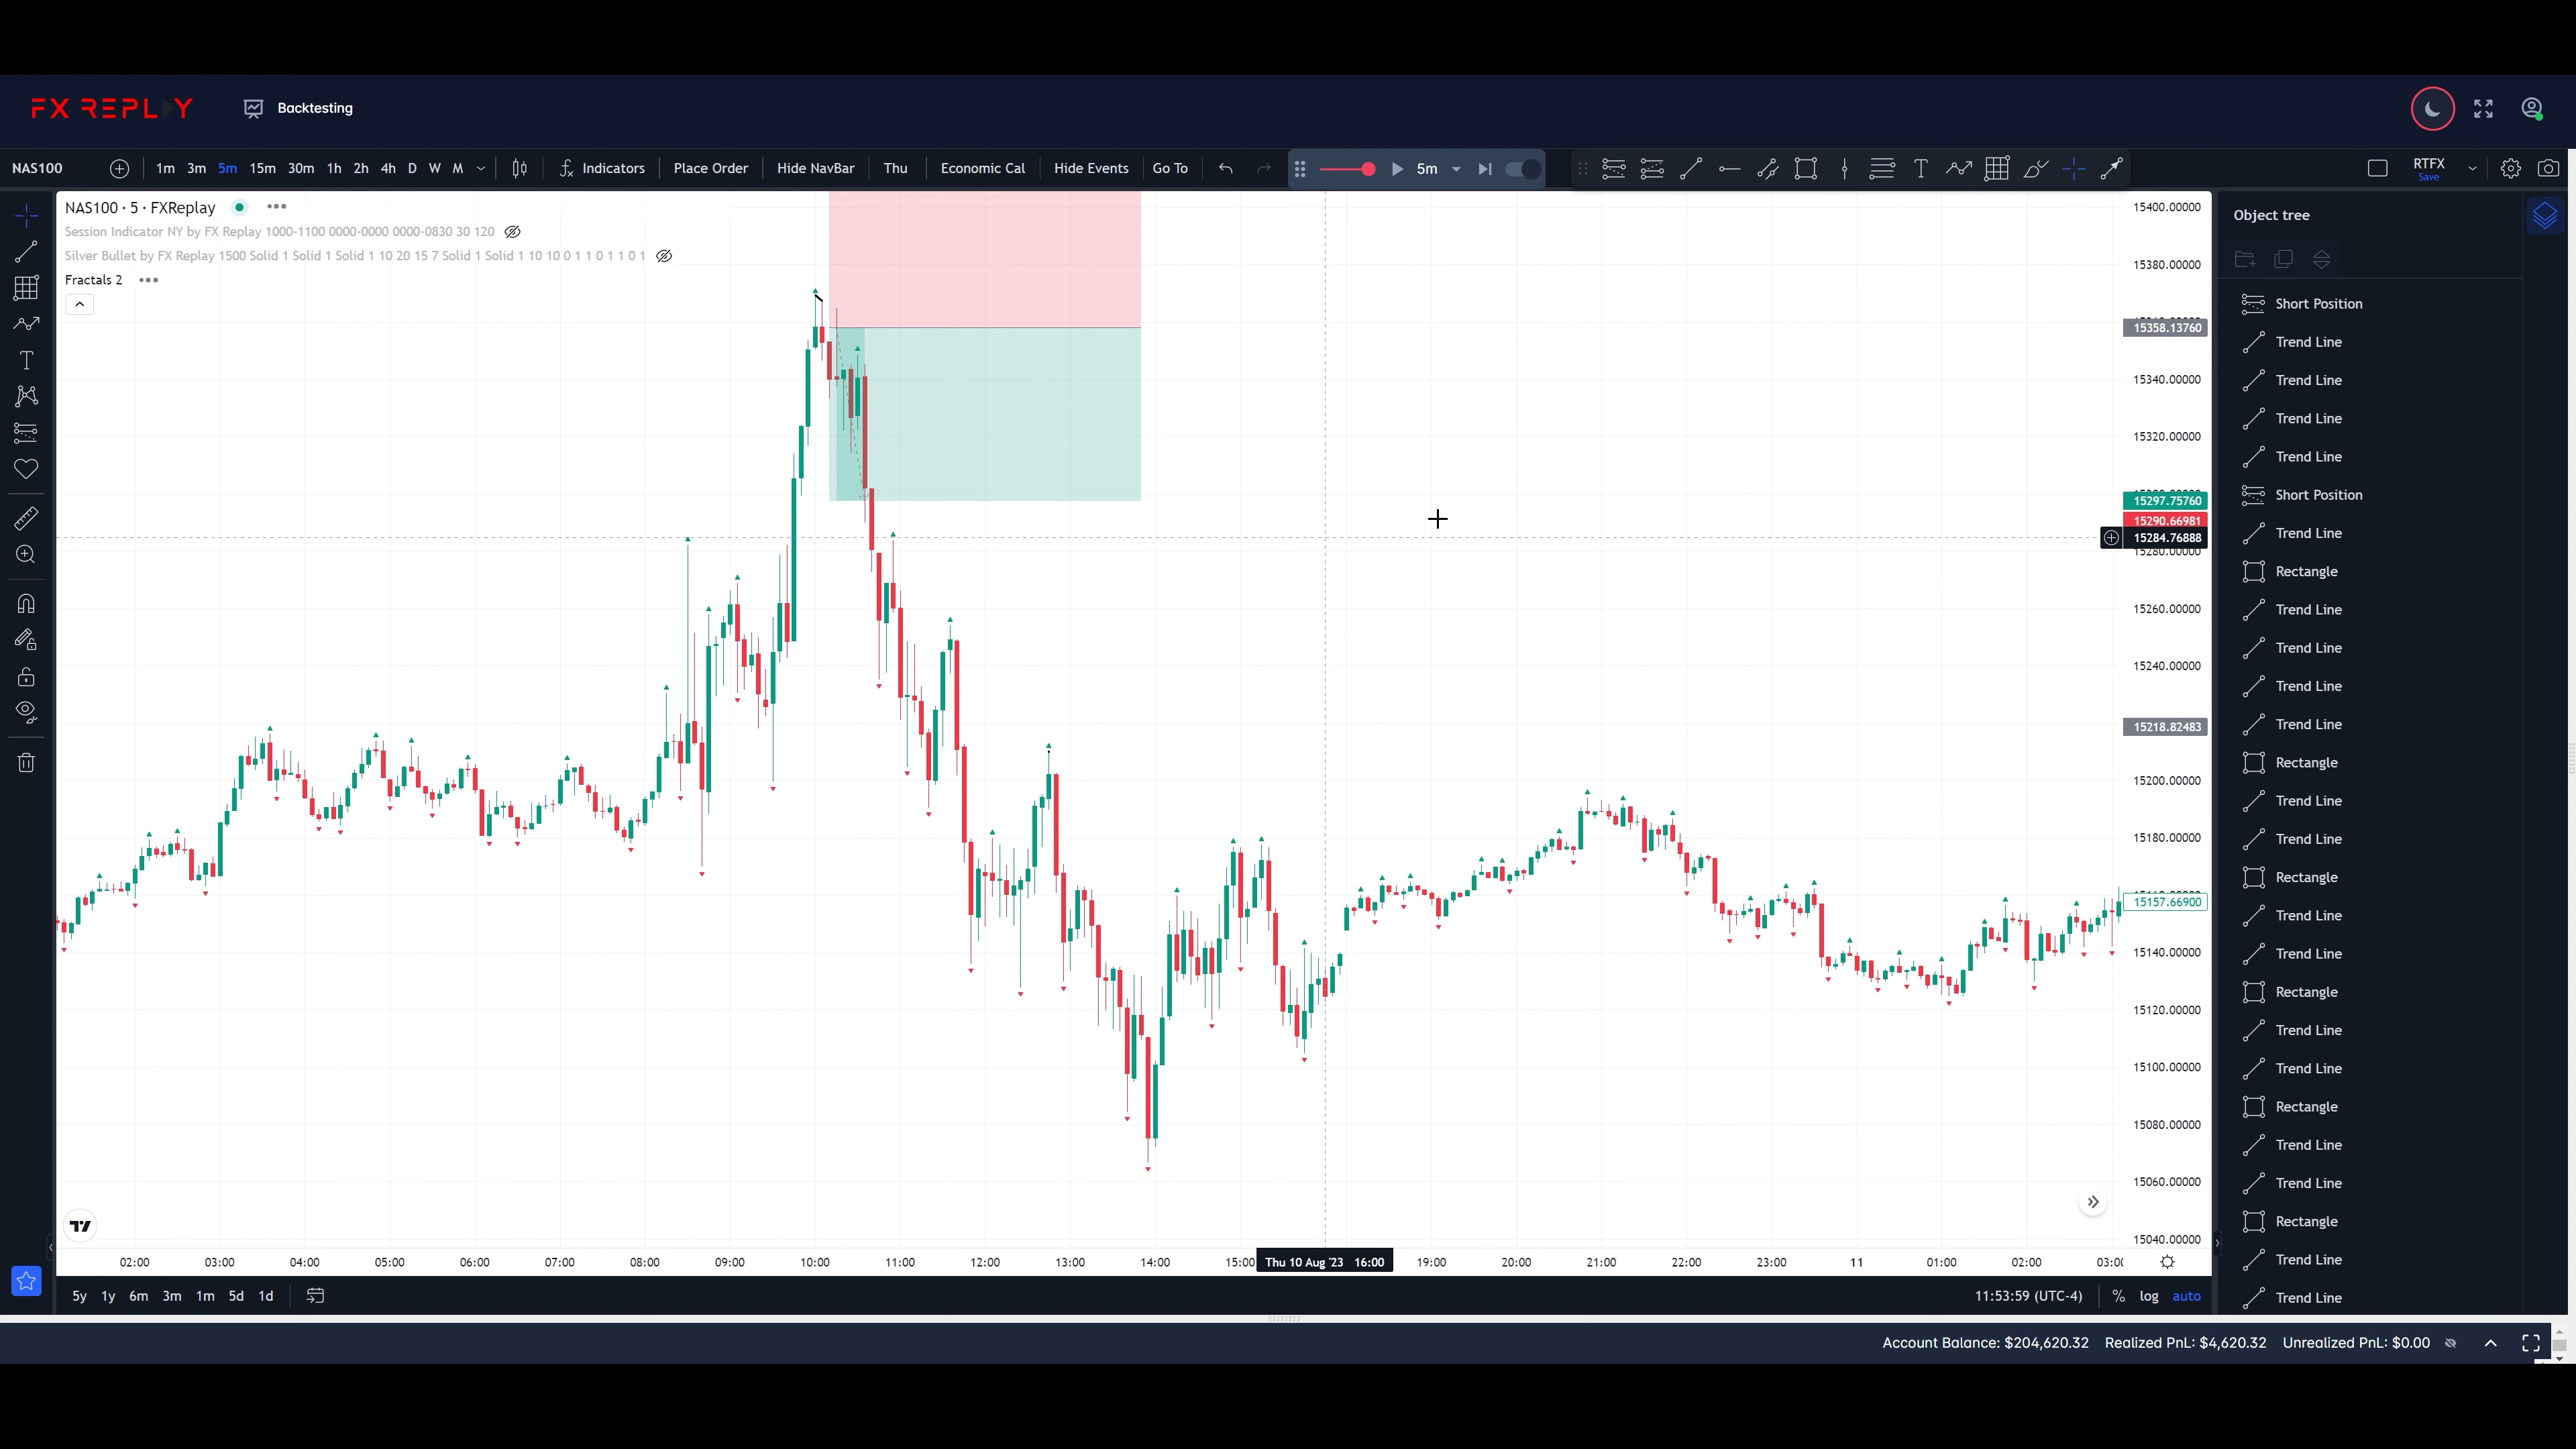 FX REPLAY
Backtesting
NAS100
1m 3m 5m 15m 30m 1h 2h 4h D W M
Indicators
Place Order
Hide NavBar
Thu
Economic Cal
Hide Events
Go To
5m
RTFX
Save
NAS100 · 5 · FXReplay
Session Indicator NY by FX Replay 1000-1100 0000-0000 0000-0830 30 120
Silver Bullet by FX Replay 1500 Solid 1 Solid 1 Solid 1 10 20 15 7 Solid 1 Solid 1 10 10 0 1 1 0 1 1 0 1
Fractals 2
15400.00000
15380.00000
15358.13760
15340.00000
15320.00000
15297.75760
15290.66981
15284.76888
15280.00000
15260.00000
15240.00000
15218.82483
15200.00000
15180.00000
15157.66900
15140.00000
15120.00000
15100.00000
15080.00000
15060.00000
15040.00000
02:00 03:00 04:00 05:00 06:00 07:00 08:00 09:00 10:00 11:00 12:00 13:00 14:00 15:00 Thu 10 Aug '23 16:00 19:00 20:00 21:00 22:00 23:00 11 01:00 02:00
5y 1y 6m 3m 1m 5d 1d
11:53:59 (UTC-4)
% log auto
Object tree
Short Position
Trend Line
Trend Line
Trend Line
Trend Line
Short Position
Trend Line
Rectangle
Trend Line
Trend Line
Trend Line
Trend Line
Rectangle
Trend Line
Trend Line
Rectangle
Trend Line
Trend Line
Rectangle
Trend Line
Trend Line
Rectangle
Trend Line
Trend Line
Rectangle
Trend Line
Trend Line
Account Balance: $204,620.32 Realized PnL: $4,620.32 Unrealized PnL: $0.00